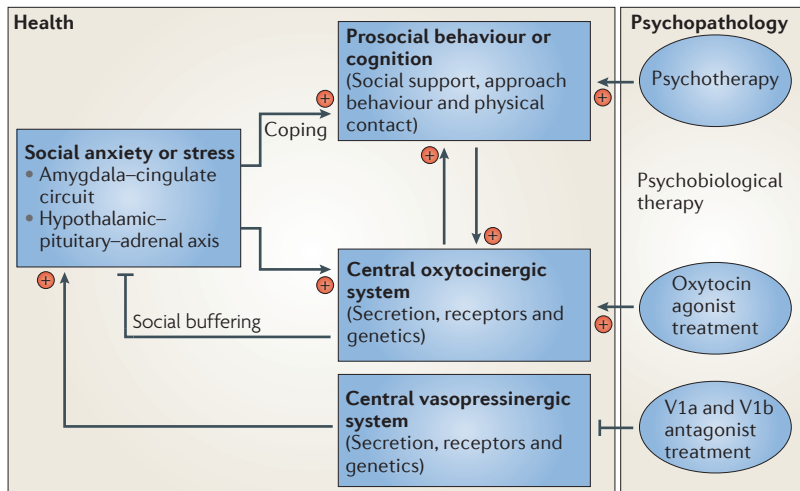 Health
Psychopathology
Prosocial behaviour or
cognition
(Social support, approach
behaviour and physical
contact)
+
Coping
+
Psychotherapy
+
Social anxiety or stress
• Amygdala–cingulate
circuit
• Hypothalamic–
pituitary–adrenal axis
+
+
+
Psychobiological
therapy
Central oxytocinergic
system
(Secretion, receptors and
genetics)
+
Social buffering
Oxytocin
agonist
treatment
+
Central vasopressinergic
system
(Secretion, receptors and
genetics)
V1a and V1b
antagonist
treatment